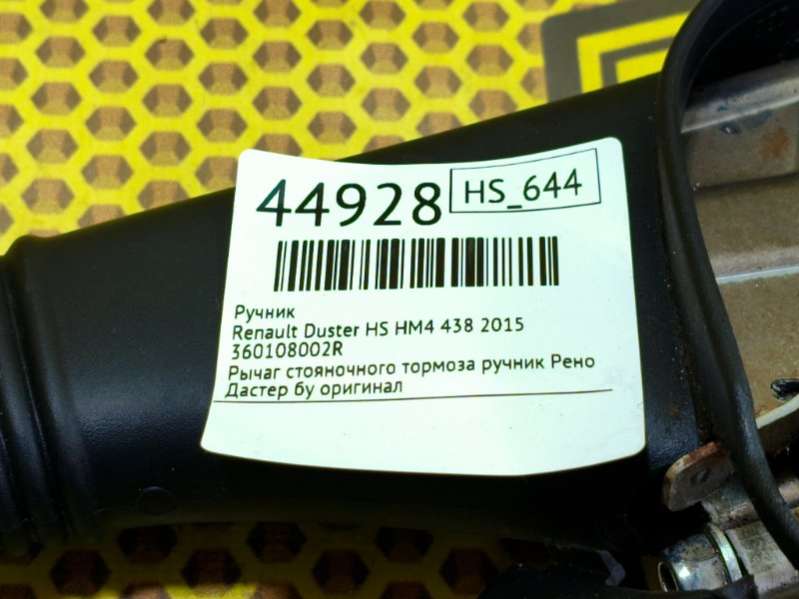 44928 HS_644
Ручник
Renault Duster HS HM4 438 2015
360108002R
Рычаг стояночного тормоза ручник Рено
Дастер бу оригинал